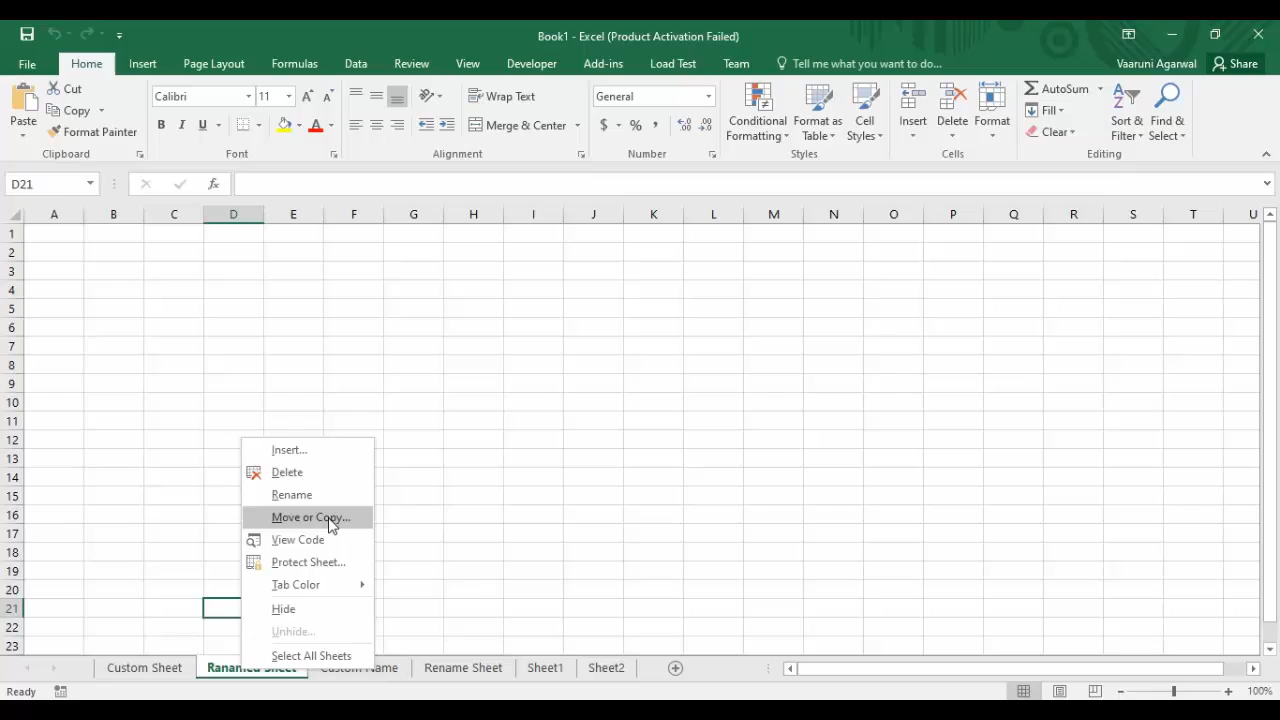 Book1 - Excel (Product Activation Failed)
File Home Insert Page Layout Formulas Data Review View Developer Add-ins Load Test Team Tell me what you want to do... Vaaruni Agarwal Share
Paste
Cut
Copy
Format Painter
Clipboard
Calibri 11
B I U A
Font
Wrap Text
Merge & Center
Alignment
General
$ % ,
Number
Conditional Formatting
Format as Table
Cell Styles
Styles
Insert
Delete
Format
Cells
AutoSum
Fill
Clear
Sort & Filter
Find & Select
Editing
D21 fx
A B C D E F G H I J K L M N O P Q R S T U
1
2
3
4
5
6
7
8
9
10
11
12
13
14
15
16
17
18
19
20
21
22
23
Insert...
Delete
Rename
Move or Copy...
View Code
Protect Sheet...
Tab Color
Hide
Unhide...
Select All Sheets
Custom Sheet Ranamed Sheet Custom Name Rename Sheet Sheet1 Sheet2
Ready 100%